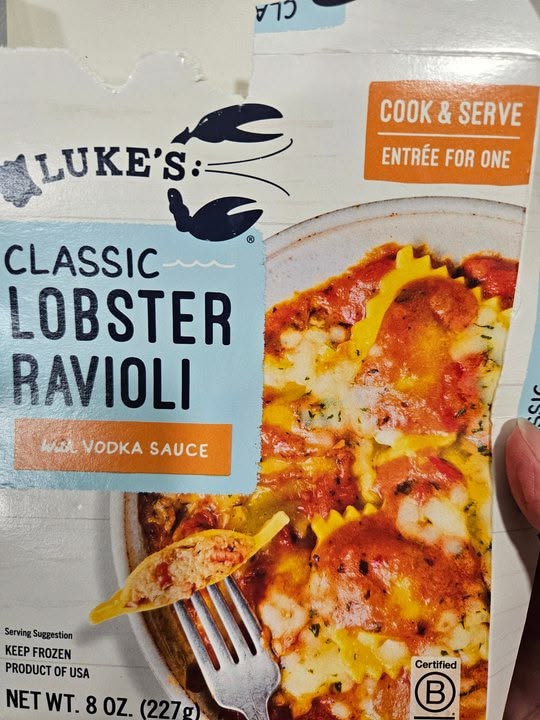 LUKE'S:
®
COOK & SERVE
ENTRÉE FOR ONE
CLASSIC
LOBSTER
RAVIOLI
with VODKA SAUCE
Serving Suggestion
KEEP FROZEN
PRODUCT OF USA
NET WT. 8 OZ. (227g)
Certified
B